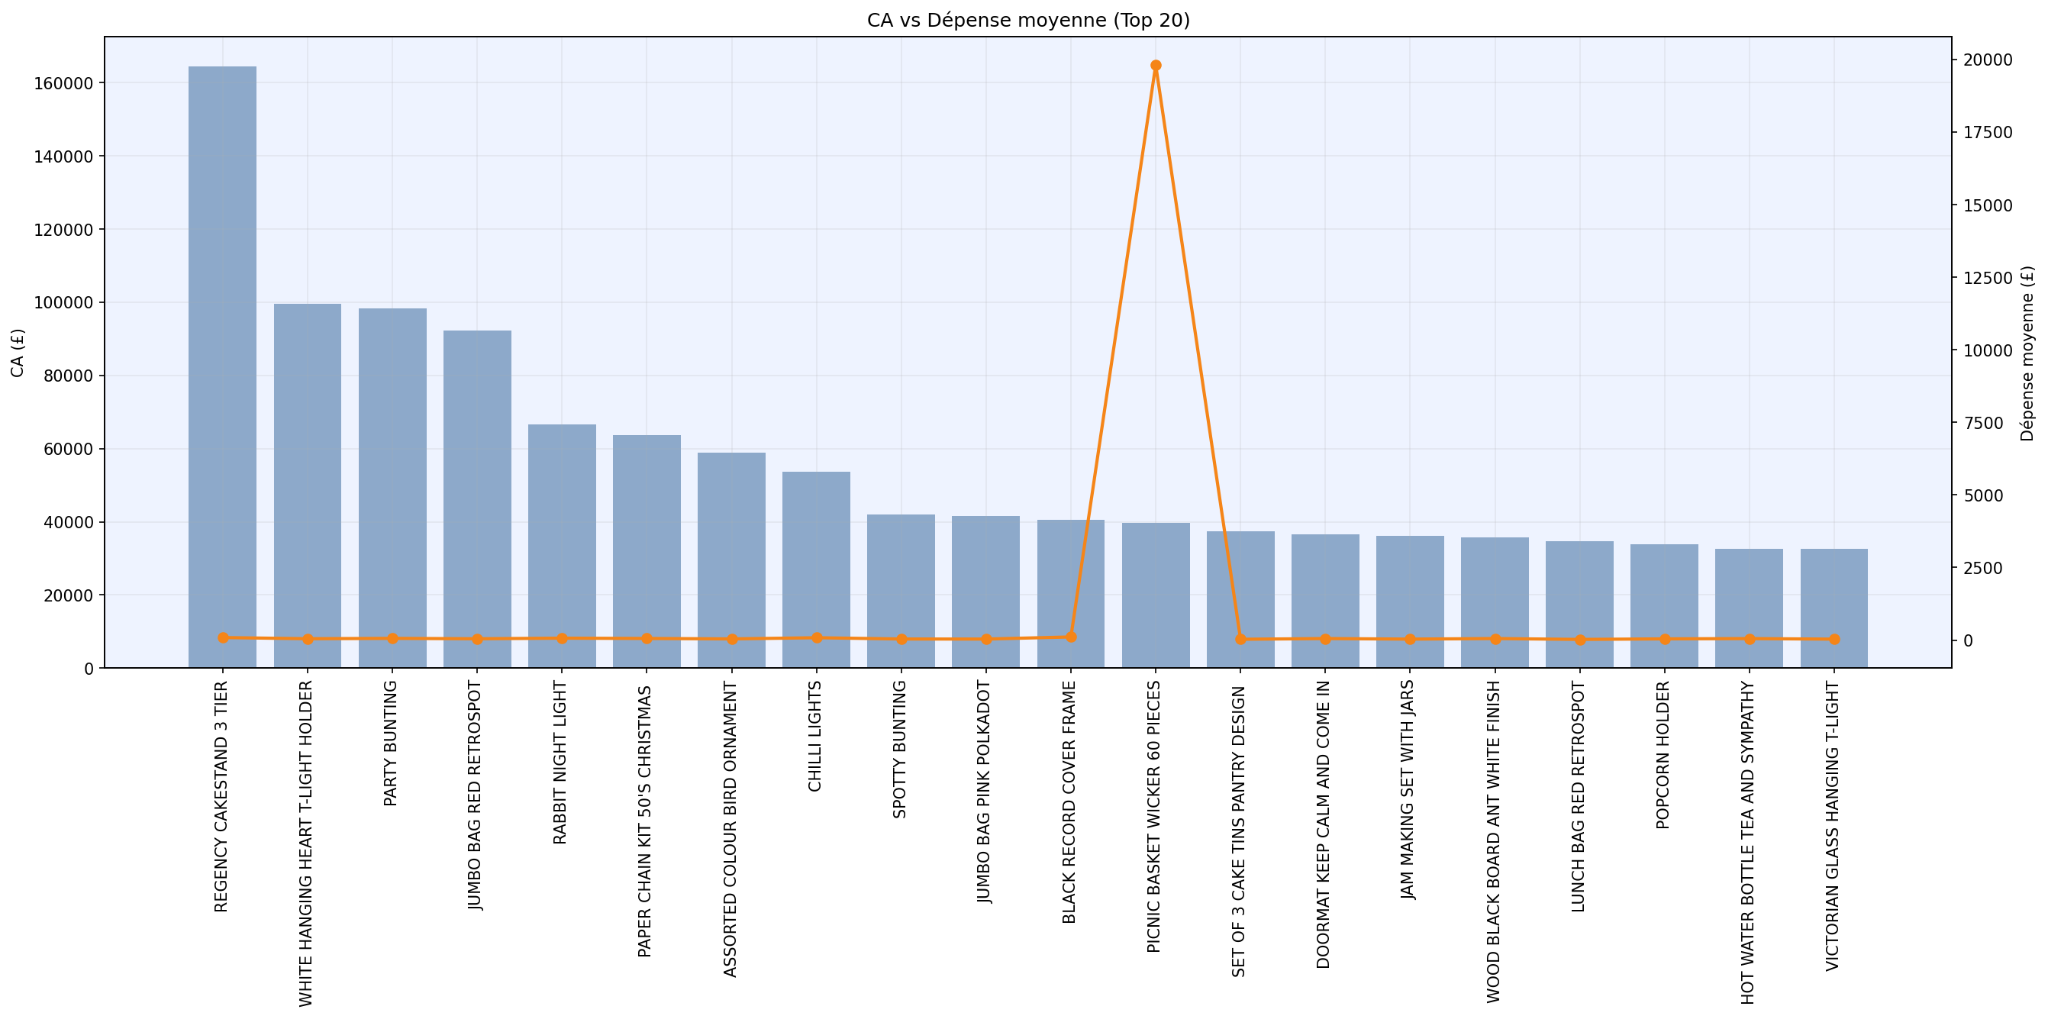 CA vs Dépense moyenne (Top 20)
CA (£)
160000
140000
120000
100000
80000
60000
40000
20000
0
20000
17500
15000
12500
10000
7500
5000
2500
0
Dépense moyenne (£)
REGENCY CAKESTAND 3 TIER
WHITE HANGING HEART T-LIGHT HOLDER
PARTY BUNTING
JUMBO BAG RED RETROSPOT
RABBIT NIGHT LIGHT
PAPER CHAIN KIT 50'S CHRISTMAS
ASSORTED COLOUR BIRD ORNAMENT
CHILLI LIGHTS
SPOTTY BUNTING
JUMBO BAG PINK POLKADOT
BLACK RECORD COVER FRAME
PICNIC BASKET WICKER 60 PIECES
SET OF 3 CAKE TINS PANTRY DESIGN
DOORMAT KEEP CALM AND COME IN
JAM MAKING SET WITH JARS
WOOD BLACK BOARD ANT WHITE FINISH
LUNCH BAG RED RETROSPOT
POPCORN HOLDER
HOT WATER BOTTLE TEA AND SYMPATHY
VICTORIAN GLASS HANGING T-LIGHT